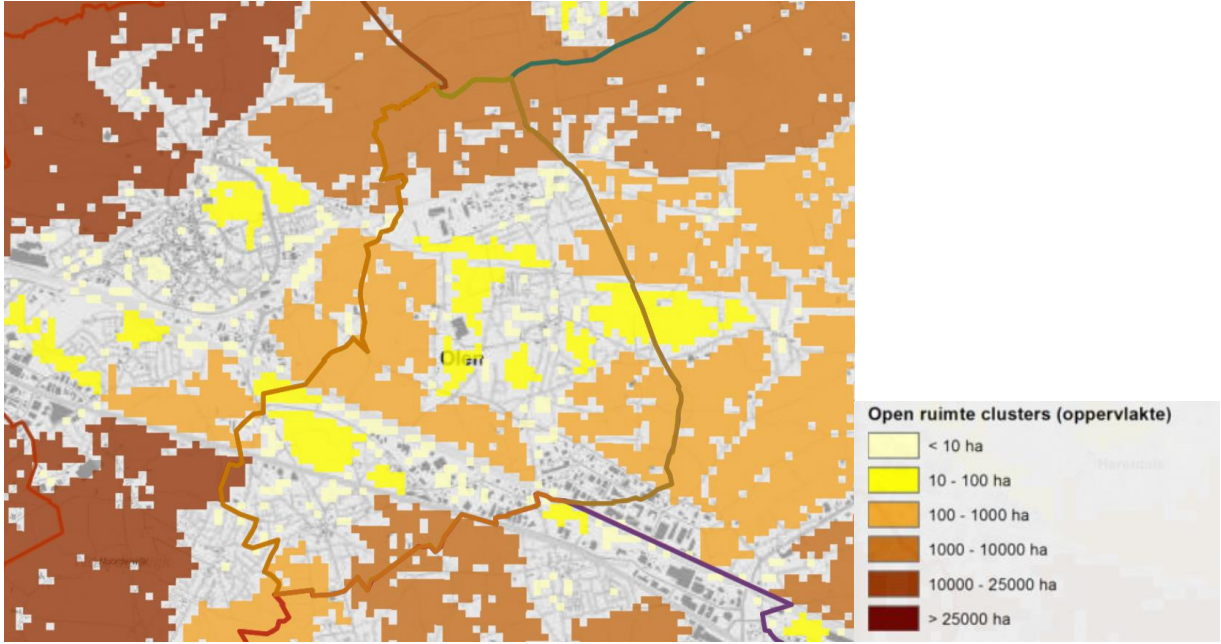 Olen
Open ruimte clusters (oppervlakte)
< 10 ha
10 - 100 ha
100 - 1000 ha
1000 - 10000 ha
10000 - 25000 ha
> 25000 ha